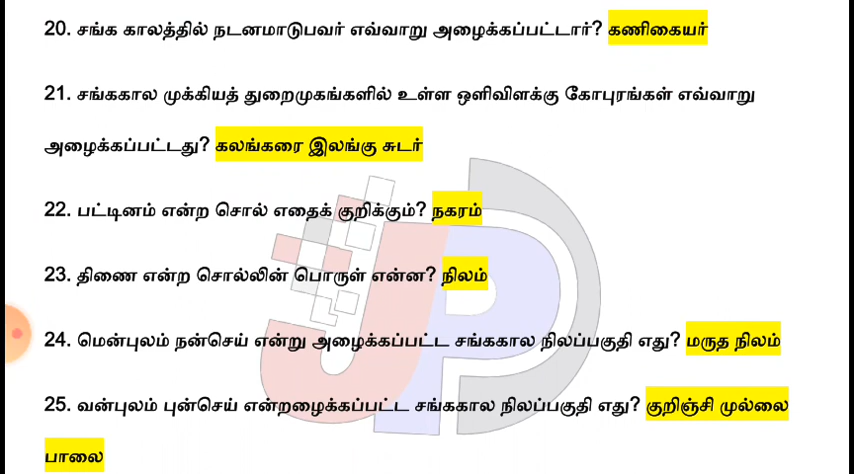 20. சங்க காலத்தில் நடனமாடுபவர் எவ்வாறு அழைக்கப்பட்டார்? கணிகையர்
21. சங்ககால முக்கியத் துறைமுகங்களில் உள்ள ஒளிவிளக்கு கோபுரங்கள் எவ்வாறு
அழைக்கப்பட்டது? கலங்கரை இலங்கு சுடர்
22. பட்டினம் என்ற சொல் எதைக் குறிக்கும்? நகரம்
23. திணை என்ற சொல்லின் பொருள் என்ன? நிலம்
24. மென்புலம் நன்செய் என்று அழைக்கப்பட்ட சங்ககால நிலப்பகுதி எது? மருத நிலம்
25. வன்புலம் புன்செய் என்றழைக்கப்பட்ட சங்ககால நிலப்பகுதி எது? குறிஞ்சி முல்லை
பாலை